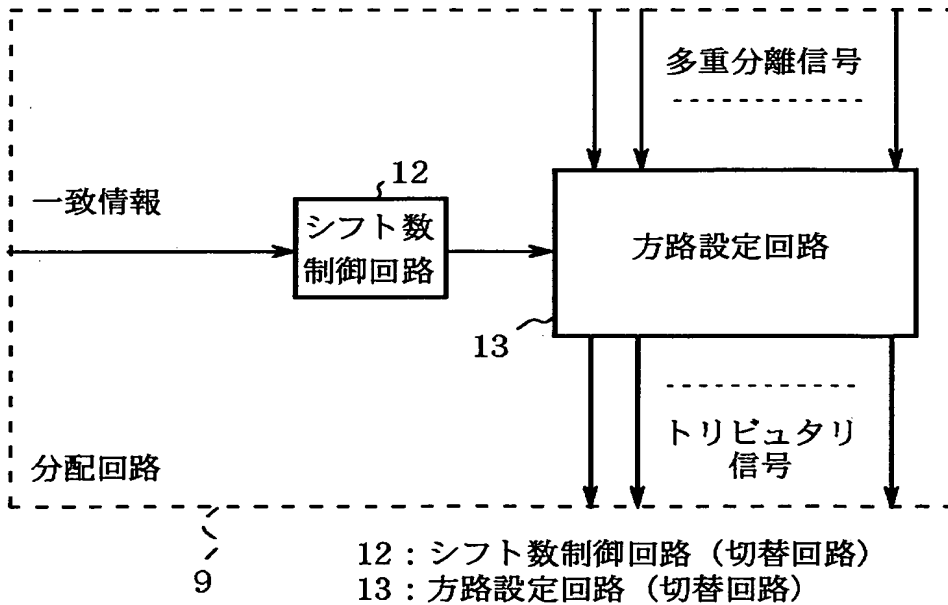 多重分離信号
12
一致情報
シフト数
制御回路
方路設定回路
13
トリビュタリ
信号
分配回路
9
12：シフト数制御回路（切替回路）
13：方路設定回路（切替回路）